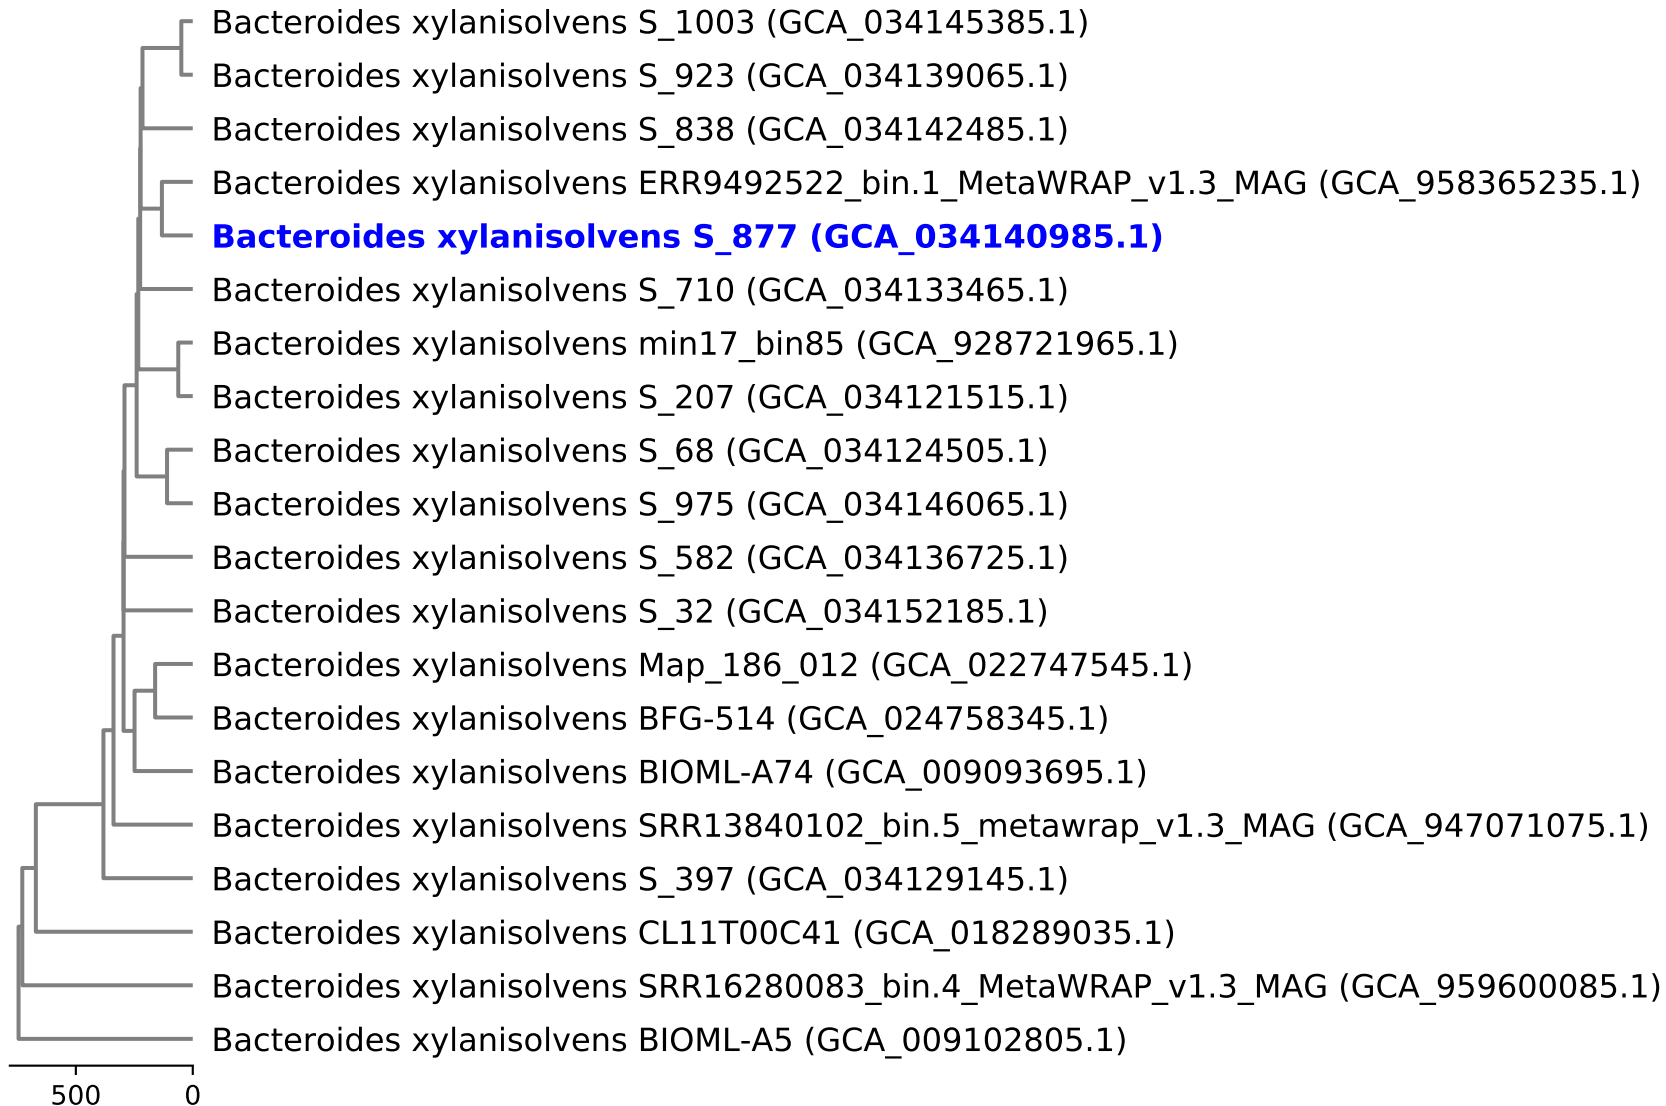 Bacteroides xylanisolvens S_1003 (GCA_034145385.1)
Bacteroides xylanisolvens S_923 (GCA_034139065.1)
Bacteroides xylanisolvens S_838 (GCA_034142485.1)
Bacteroides xylanisolvens ERR9492522_bin.1_MetaWRAP_v1.3_MAG (GCA_958365235.1)
Bacteroides xylanisolvens S_877 (GCA_034140985.1)
Bacteroides xylanisolvens S_710 (GCA_034133465.1)
Bacteroides xylanisolvens min17_bin85 (GCA_928721965.1)
Bacteroides xylanisolvens S_207 (GCA_034121515.1)
Bacteroides xylanisolvens S_68 (GCA_034124505.1)
Bacteroides xylanisolvens S_975 (GCA_034146065.1)
Bacteroides xylanisolvens S_582 (GCA_034136725.1)
Bacteroides xylanisolvens S_32 (GCA_034152185.1)
Bacteroides xylanisolvens Map_186_012 (GCA_022747545.1)
Bacteroides xylanisolvens BFG-514 (GCA_024758345.1)
Bacteroides xylanisolvens BIOML-A74 (GCA_009093695.1)
Bacteroides xylanisolvens SRR13840102_bin.5_metawrap_v1.3_MAG (GCA_947071075.1)
Bacteroides xylanisolvens S_397 (GCA_034129145.1)
Bacteroides xylanisolvens CL11T00C41 (GCA_018289035.1)
Bacteroides xylanisolvens SRR16280083_bin.4_MetaWRAP_v1.3_MAG (GCA_959600085.1)
Bacteroides xylanisolvens BIOML-A5 (GCA_009102805.1)
500 0